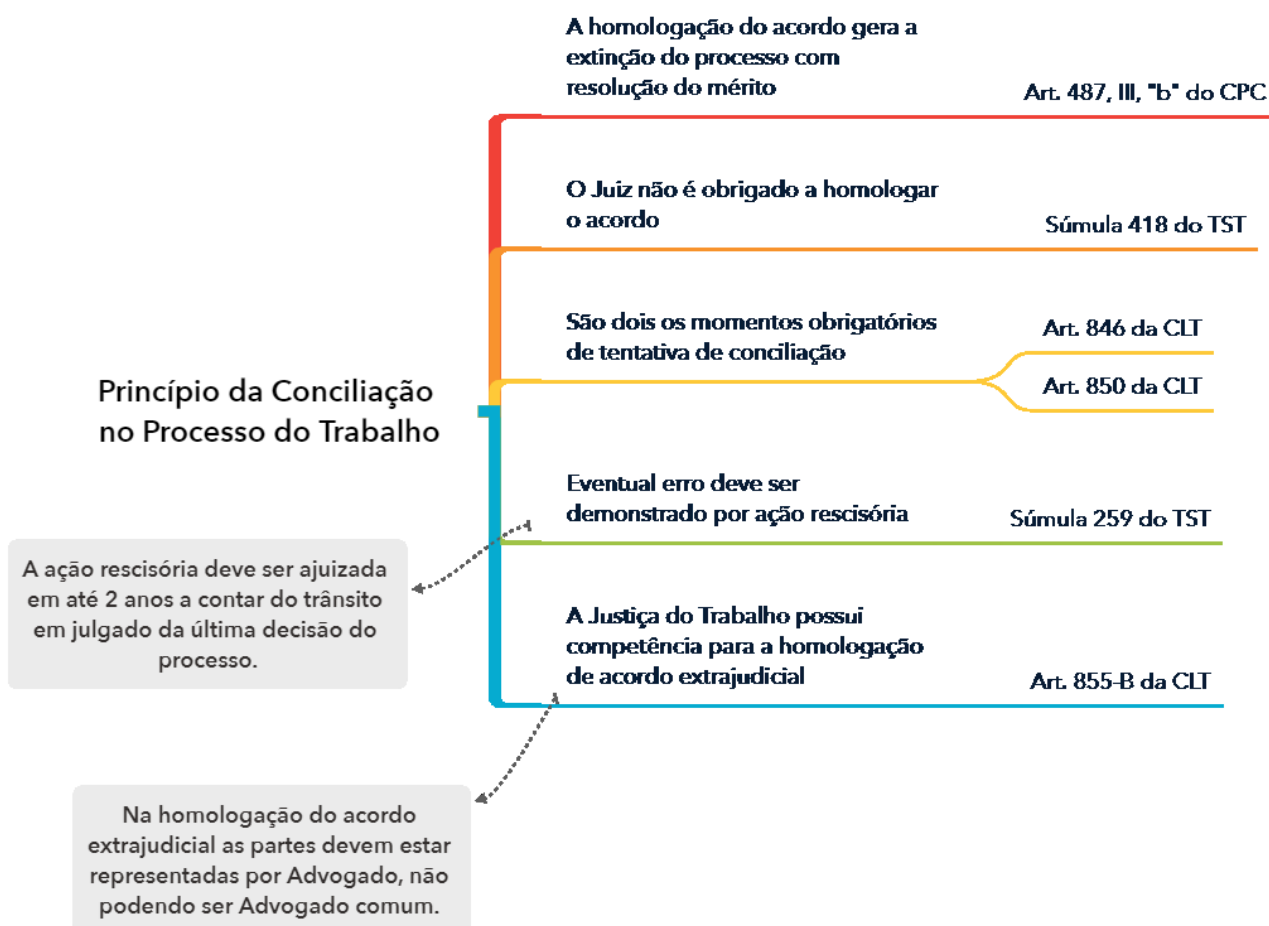 A homologação do acordo gera a
extinção do processo com
resolução do mérito
Art. 487, III, "b" do CPC
O Juiz não é obrigado a homologar
o acordo
Súmula 418 do TST
São dois os momentos obrigatórios
de tentativa de conciliação
Art. 846 da CLT
Art. 850 da CLT
Princípio da Conciliação
no Processo do Trabalho
Eventual erro deve ser
demonstrado por ação rescisória
Súmula 259 do TST
A ação rescisória deve ser ajuizada
em até 2 anos a contar do trânsito
em julgado da última decisão do
processo.
A Justiça do Trabalho possui
competência para a homologação
de acordo extrajudicial
Art. 855-B da CLT
Na homologação do acordo
extrajudicial as partes devem estar
representadas por Advogado, não
podendo ser Advogado comum.